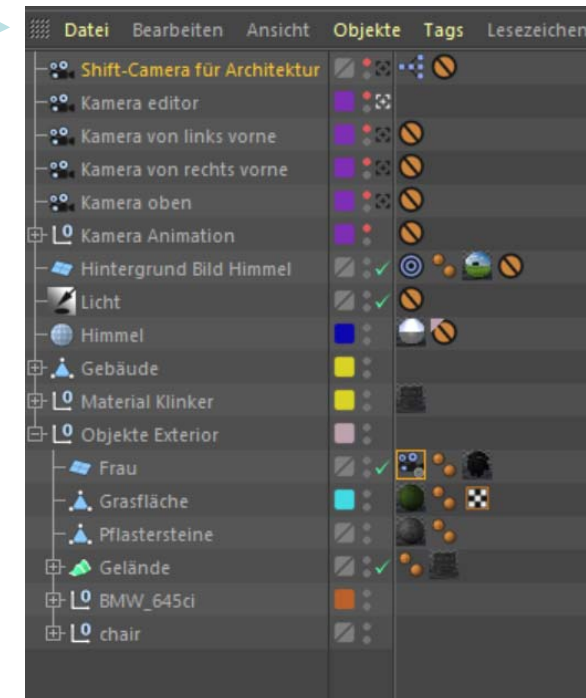 Datei Bearbeiten Ansicht Objekte Tags Lesezeichen
Shift-Camera für Architektur
Kamera editor
Kamera von links vorne
Kamera von rechts vorne
Kamera oben
Kamera Animation
Hintergrund Bild Himmel
Licht
Himmel
Gebäude
Material Klinker
Objekte Exterior
Frau
Grasfläche
Pflastersteine
Gelände
BMW_645ci
chair